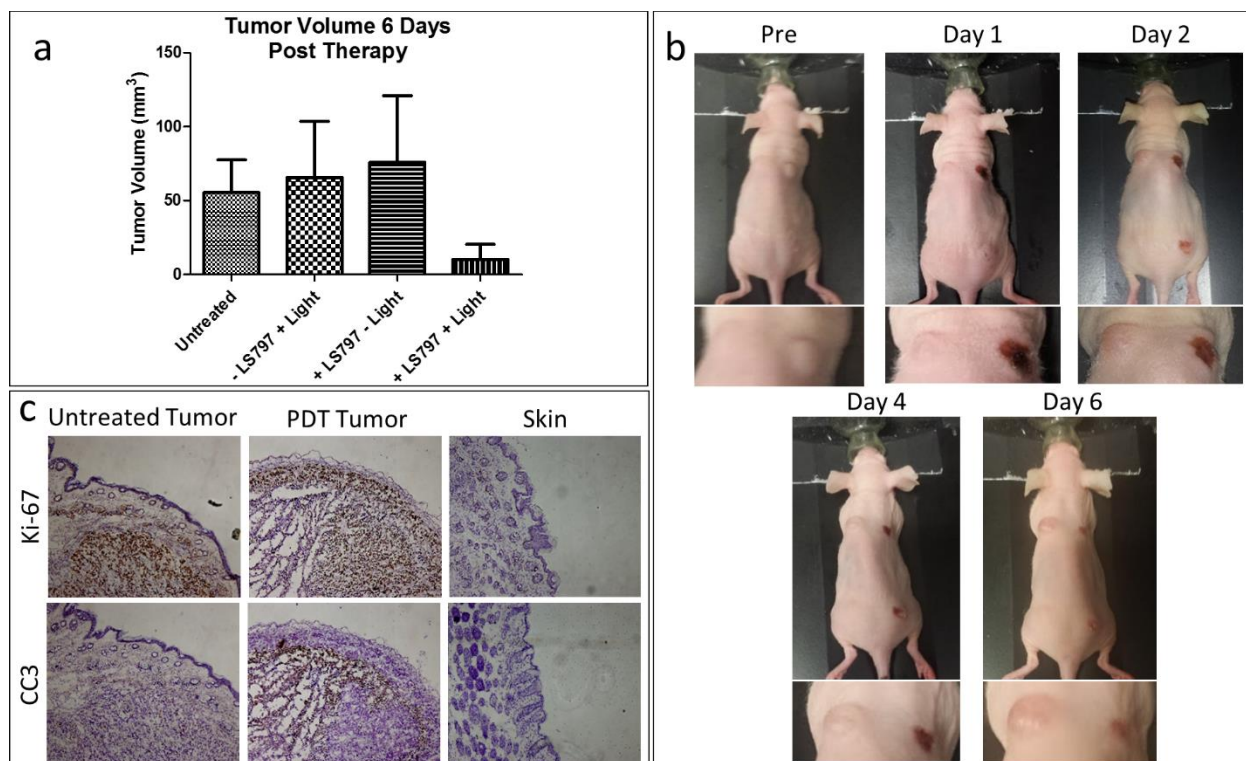 a
Tumor Volume 6 Days
Post Therapy
Tumor Volume (mm³)
150
100
50
0
Untreated
- LS797 + Light
+ LS797 - Light
+ LS797 + Light
b
Pre
Day 1
Day 2
Day 4
Day 6
c
Untreated Tumor
PDT Tumor
Skin
Ki-67
CC3